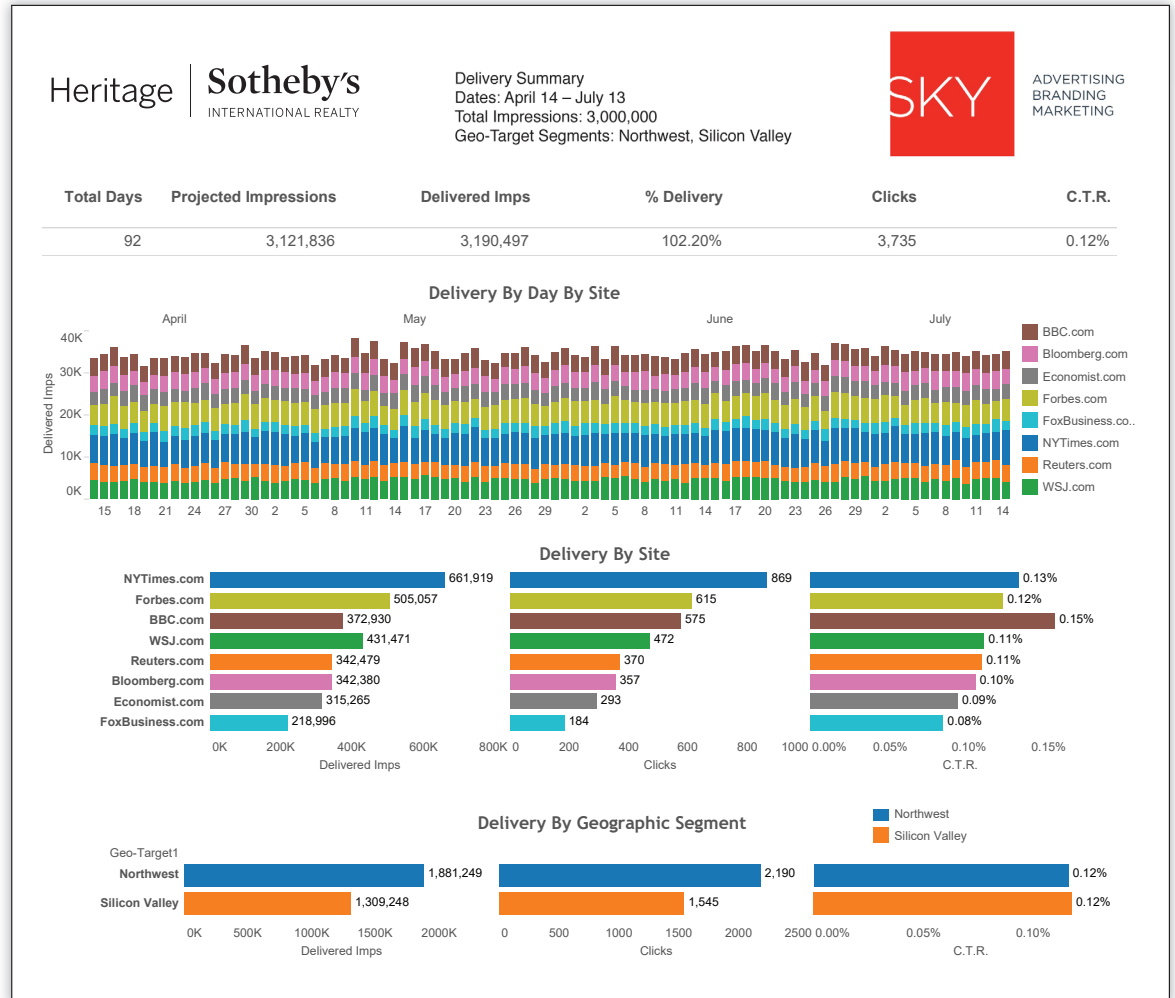 Heritage
Sotheby's
INTERNATIONAL REALTY
Delivery Summary
Dates: April 14 – July 13
Total Impressions: 3,000,000
Geo-Target Segments: Northwest, Silicon Valley
SKY
ADVERTISING
BRANDING
MARKETING
Total Days Projected Impressions Delivered Imps % Delivery Clicks C.T.R.
92 3,121,836 3,190,497 102.20% 3,735 0.12%
Delivery By Day By Site
April May June July
40K
30K
20K
10K
0K
Delivered Imps
15 18 21 24 27 30 2 5 8 11 14 17 20 23 26 29 2 5 8 11 14 17 20 23 26 29 2 5 8 11 14
BBC.com
Bloomberg.com
Economist.com
Forbes.com
FoxBusiness.co..
NYTimes.com
Reuters.com
WSJ.com
Delivery By Site
NYTimes.com 661,919 869 0.13%
Forbes.com 505,057 615 0.12%
BBC.com 372,930 575 0.15%
WSJ.com 431,471 472 0.11%
Reuters.com 342,479 370 0.11%
Bloomberg.com 342,380 357 0.10%
Economist.com 315,265 293 0.09%
FoxBusiness.com 218,996 184 0.08%
0K 200K 400K 600K 800K 0 200 400 600 800 1000 0.00% 0.05% 0.10% 0.15%
Delivered Imps Clicks C.T.R.
Delivery By Geographic Segment
Northwest
Silicon Valley
Geo-Target1
Northwest 1,881,249 2,190 0.12%
Silicon Valley 1,309,248 1,545 0.12%
0K 500K 1000K 1500K 2000K 0 500 1000 1500 2000 2500 0.00% 0.05% 0.10%
Delivered Imps Clicks C.T.R.